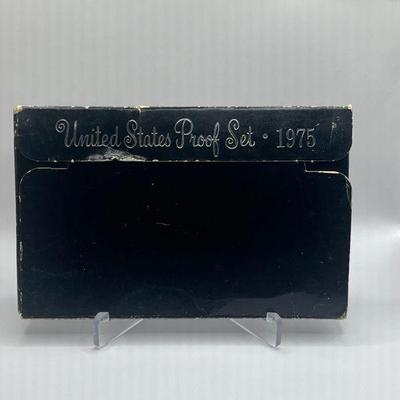 United States Proof Set · 1975